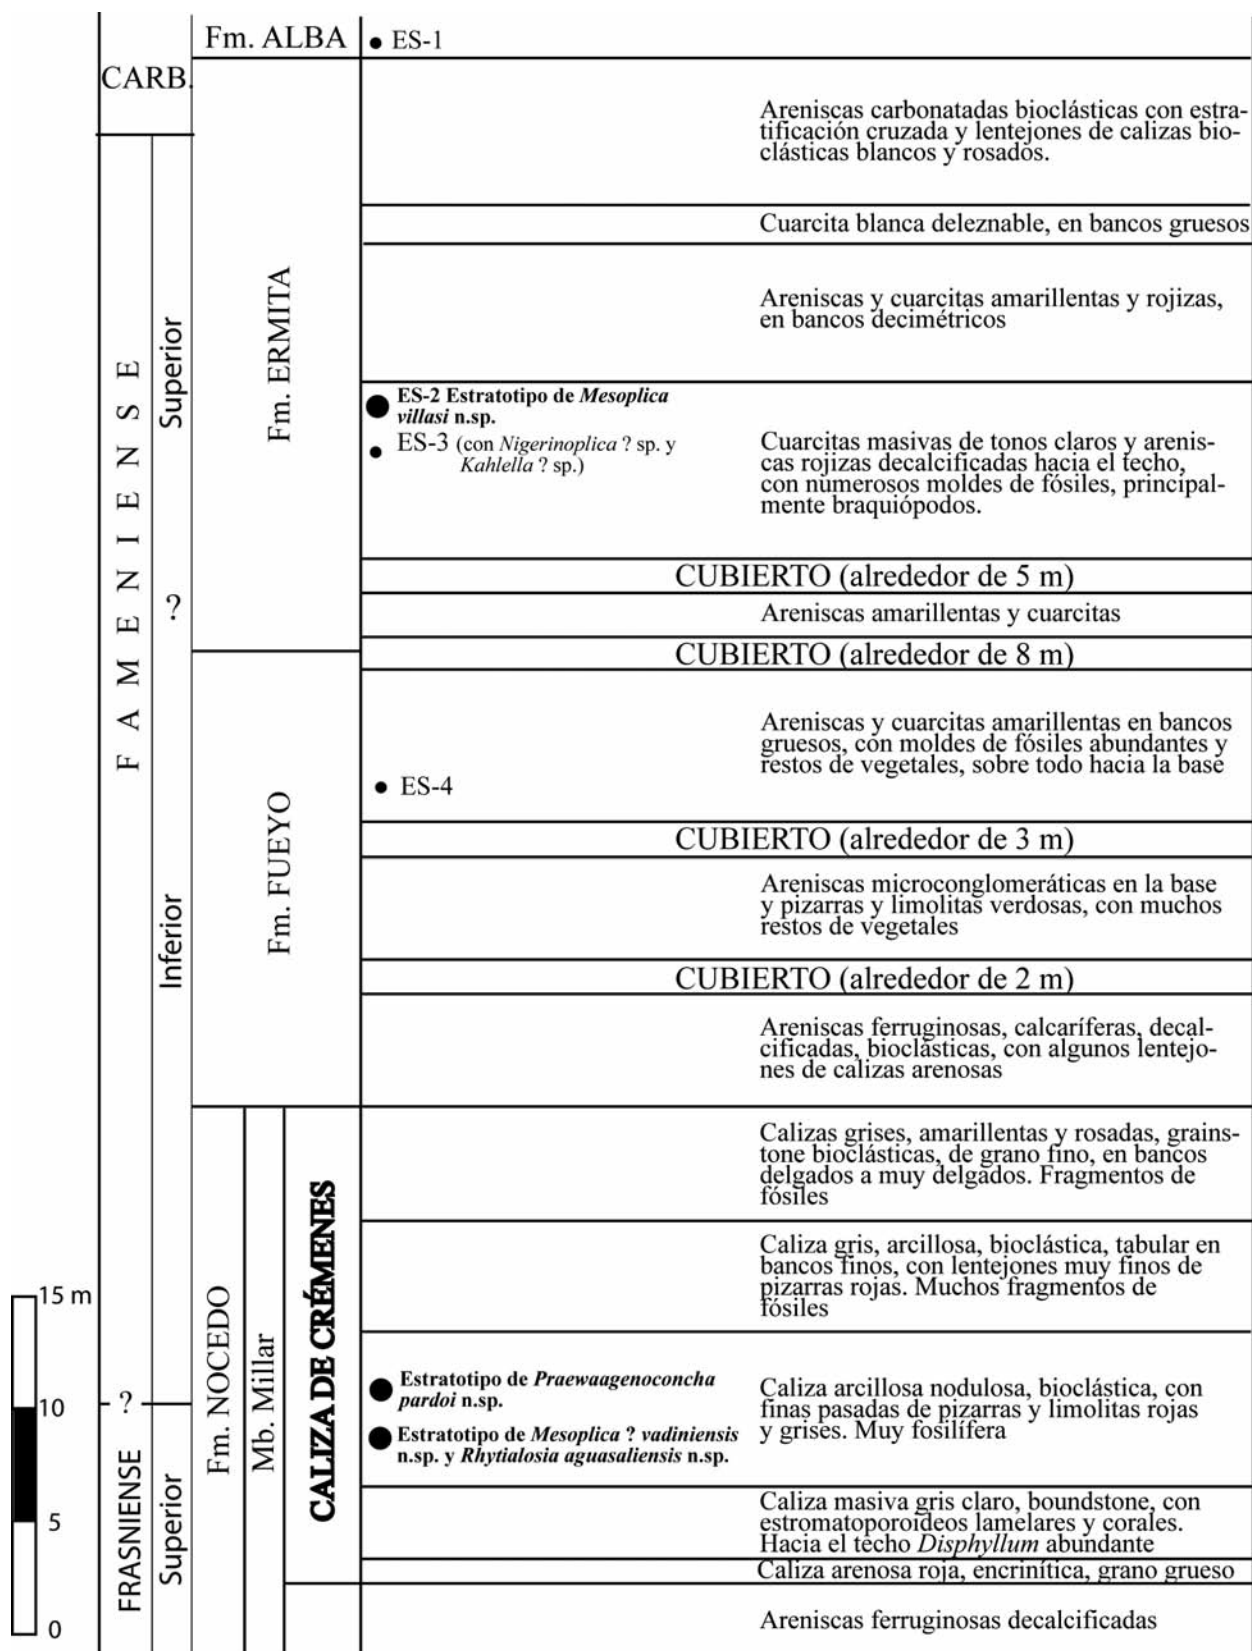 Fm. ALBA
ES-1
CARB.
Areniscas carbonatadas bioclásticas con estra-
tificación cruzada y lentejones de calizas bio-
clásticas blancos y rosados.
Cuarcita blanca deleznable, en bancos gruesos
Areniscas y cuarcitas amarillentas y rojizas,
en bancos decimétricos
Fm. ERMITA
Superior
FAMENIENSE
ES-2 Estratotipo de Mesoplica
villasi n.sp.
ES-3 (con Nigerinoplica ? sp. y
Kahlella ? sp.)
Cuarcitas masivas de tonos claros y arenis-
cas rojizas decalcificadas hacia el techo,
con numerosos moldes de fósiles, principal-
mente braquiópodos.
CUBIERTO (alrededor de 5 m)
?
Areniscas amarillentas y cuarcitas
CUBIERTO (alrededor de 8 m)
Areniscas y cuarcitas amarillentas en bancos
gruesos, con moldes de fósiles abundantes y
restos de vegetales, sobre todo hacia la base
ES-4
Fm. FUEYO
CUBIERTO (alrededor de 3 m)
Areniscas microconglomeráticas en la base
y pizarras y limolitas verdosas, con muchos
restos de vegetales
Inferior
CUBIERTO (alrededor de 2 m)
Areniscas ferruginosas, calcaríferas, decal-
cificadas, bioclásticas, con algunos lentejo-
nes de calizas arenosas
Calizas grises, amarillentas y rosadas, grains-
tone bioclásticas, de grano fino, en bancos
delgados a muy delgados. Fragmentos de
fósiles
Caliza gris, arcillosa, bioclástica, tabular en
bancos finos, con lentejones muy finos de
pizarras rojas. Muchos fragmentos de
fósiles
Fm. NOCEDO
Mb. Millar
CALIZA DE CRÉMENES
Estratotipo de Praewaagenoconcha
pardoi n.sp.
Estratotipo de Mesoplica ? vadiniensis
n.sp. y Rhytialosia aguasaliensis n.sp.
Caliza arcillosa nodulosa, bioclástica, con
finas pasadas de pizarras y limolitas rojas
y grises. Muy fosilífera
?
FRASNIENSE
Superior
Caliza masiva gris claro, boundstone, con
estromatoporoideos lamelares y corales.
Hacia el techo Disphyllum abundante
Caliza arenosa roja, encrinítica, grano grueso
Areniscas ferruginosas decalcificadas
15 m
10
5
0